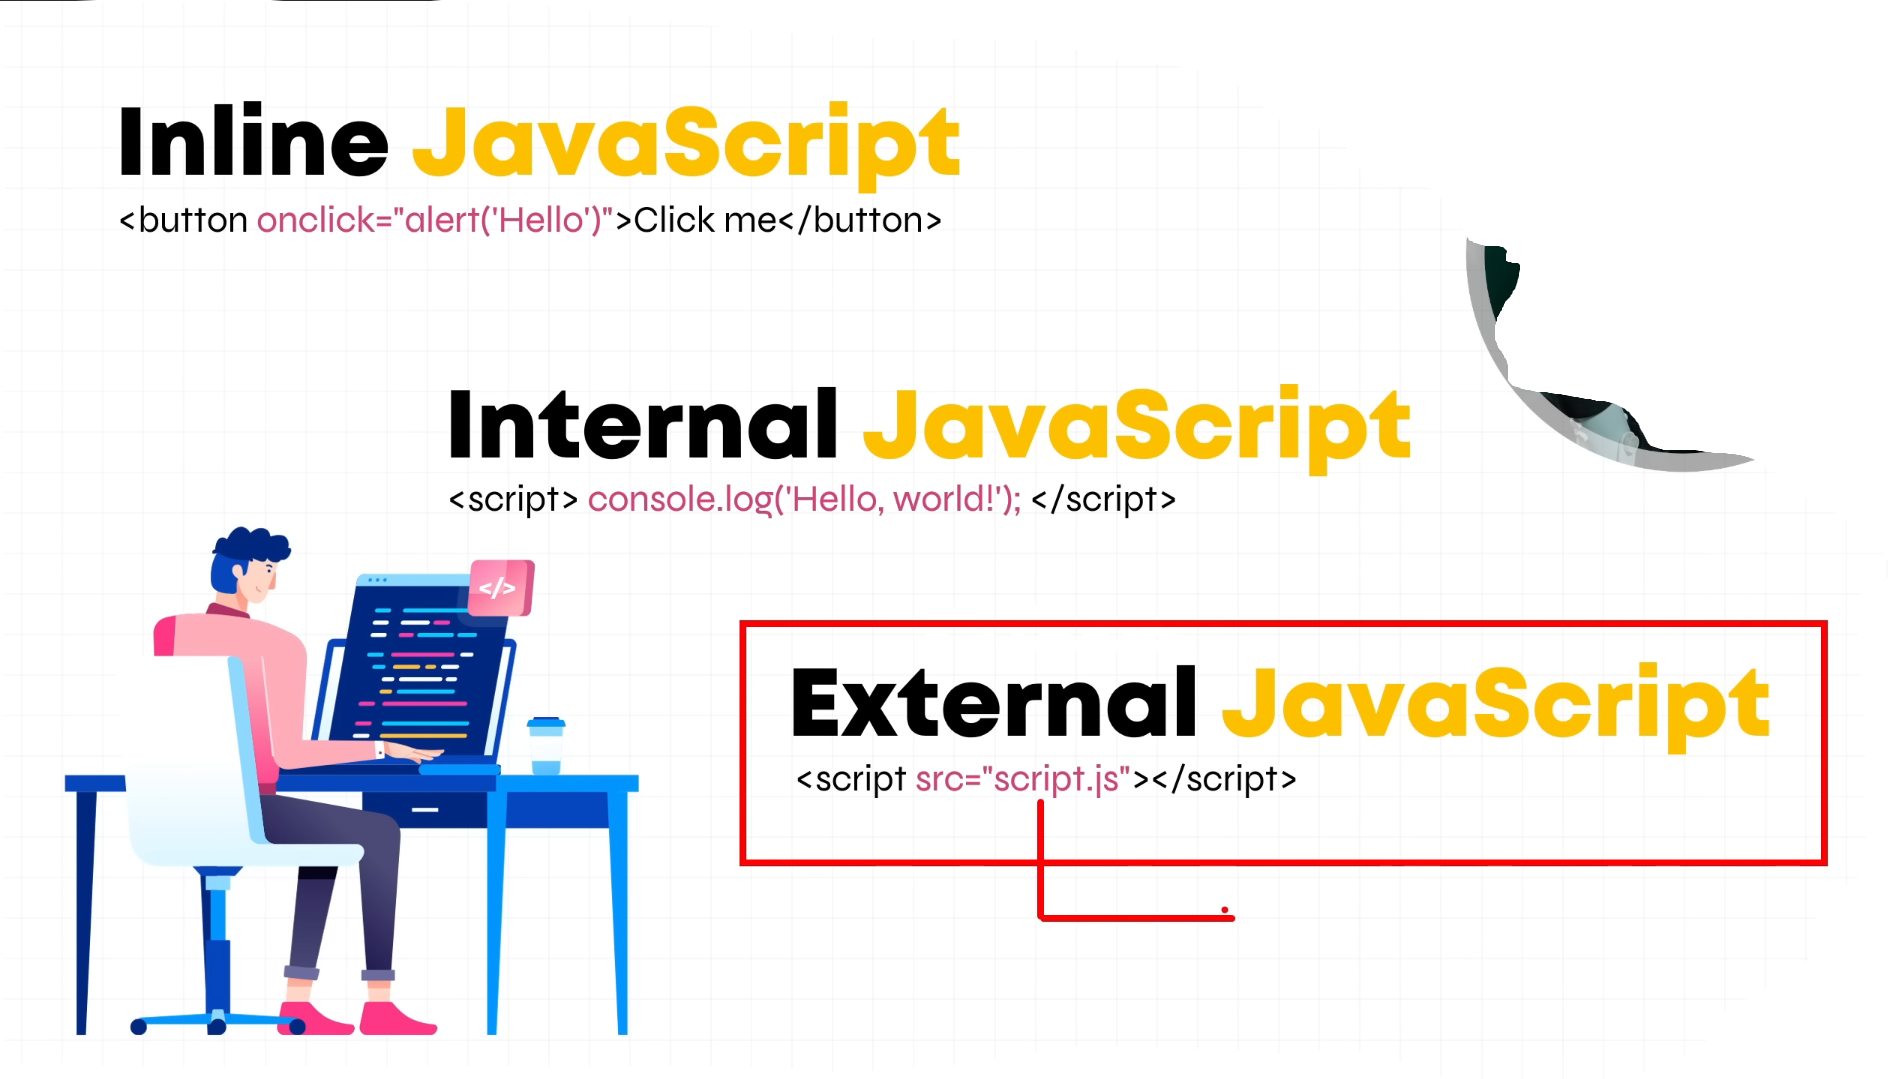 Inline JavaScript
<button onclick="alert('Hello')">Click me</button>
Internal JavaScript
<script> console.log('Hello, world!'); </script>
</>
External JavaScript
<script src="script.js"></script>